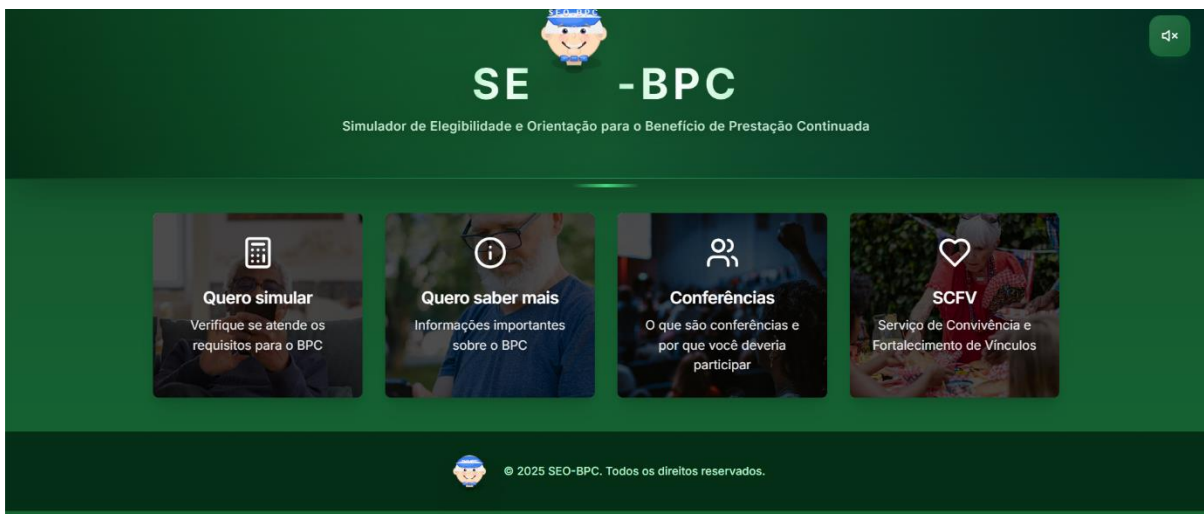 SEO-BPC
SE -BPC
Simulador de Elegibilidade e Orientação para o Benefício de Prestação Continuada
Quero simular
Verifique se atende os
requisitos para o BPC
Quero saber mais
Informações importantes
sobre o BPC
Conferências
O que são conferências e
por que você deveria
participar
SCFV
Serviço de Convivência e
Fortalecimento de Vínculos
© 2025 SEO-BPC. Todos os direitos reservados.